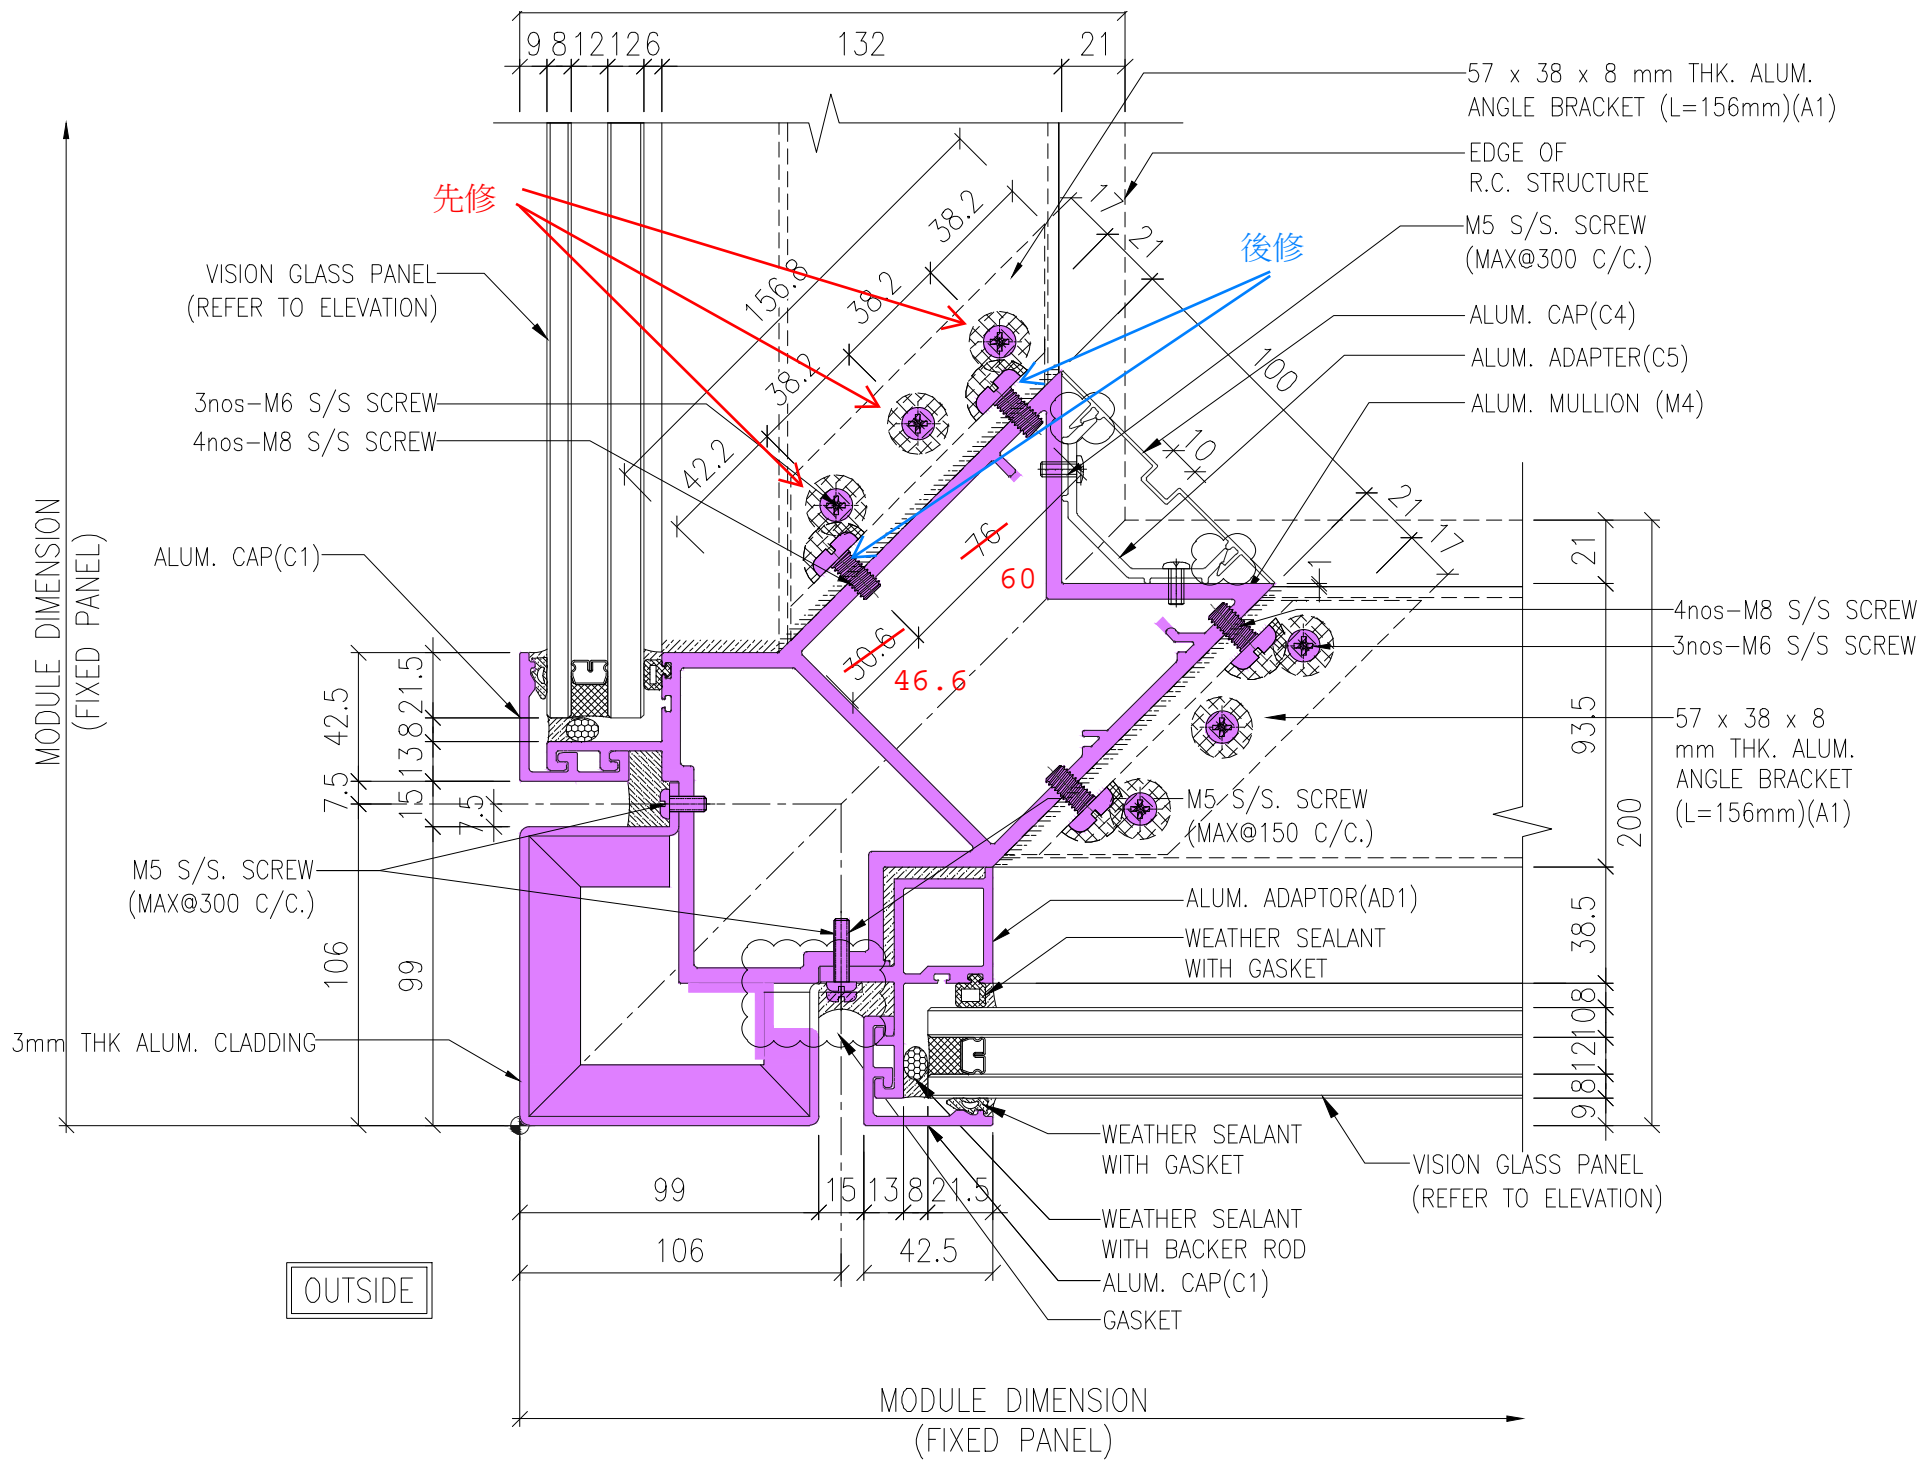 9
8
12
12
6
132
21
57 x 38 x 8 mm THK. ALUM.
ANGLE BRACKET (L=156mm)(A1)
EDGE OF
R.C. STRUCTURE
M5 S/S. SCREW
(MAX@300 C/C.)
ALUM. CAP(C4)
ALUM. ADAPTER(C5)
ALUM. MULLION (M4)
先修
後修
VISION GLASS PANEL
(REFER TO ELEVATION)
3nos-M6 S/S SCREW
4nos-M8 S/S SCREW
156.8
38.2
38.2
38.2
42.2
17
21
100
10
21
17
76
60
30.6
46.6
1
MODULE DIMENSION
(FIXED PANEL)
ALUM. CAP(C1)
42.5
21.5
8
13
7.5
15
7.5
106
99
M5 S/S. SCREW
(MAX@300 C/C.)
3mm THK ALUM. CLADDING
4nos-M8 S/S SCREW
3nos-M6 S/S SCREW
57 x 38 x 8
mm THK. ALUM.
ANGLE BRACKET
(L=156mm)(A1)
21
93.5
200
38.5
8
10
12
8
9
M5 S/S. SCREW
(MAX@150 C/C.)
ALUM. ADAPTOR(AD1)
WEATHER SEALANT
WITH GASKET
WEATHER SEALANT
WITH GASKET
VISION GLASS PANEL
(REFER TO ELEVATION)
WEATHER SEALANT
WITH BACKER ROD
ALUM. CAP(C1)
GASKET
99
15
13
8
21.5
106
42.5
OUTSIDE
MODULE DIMENSION
(FIXED PANEL)